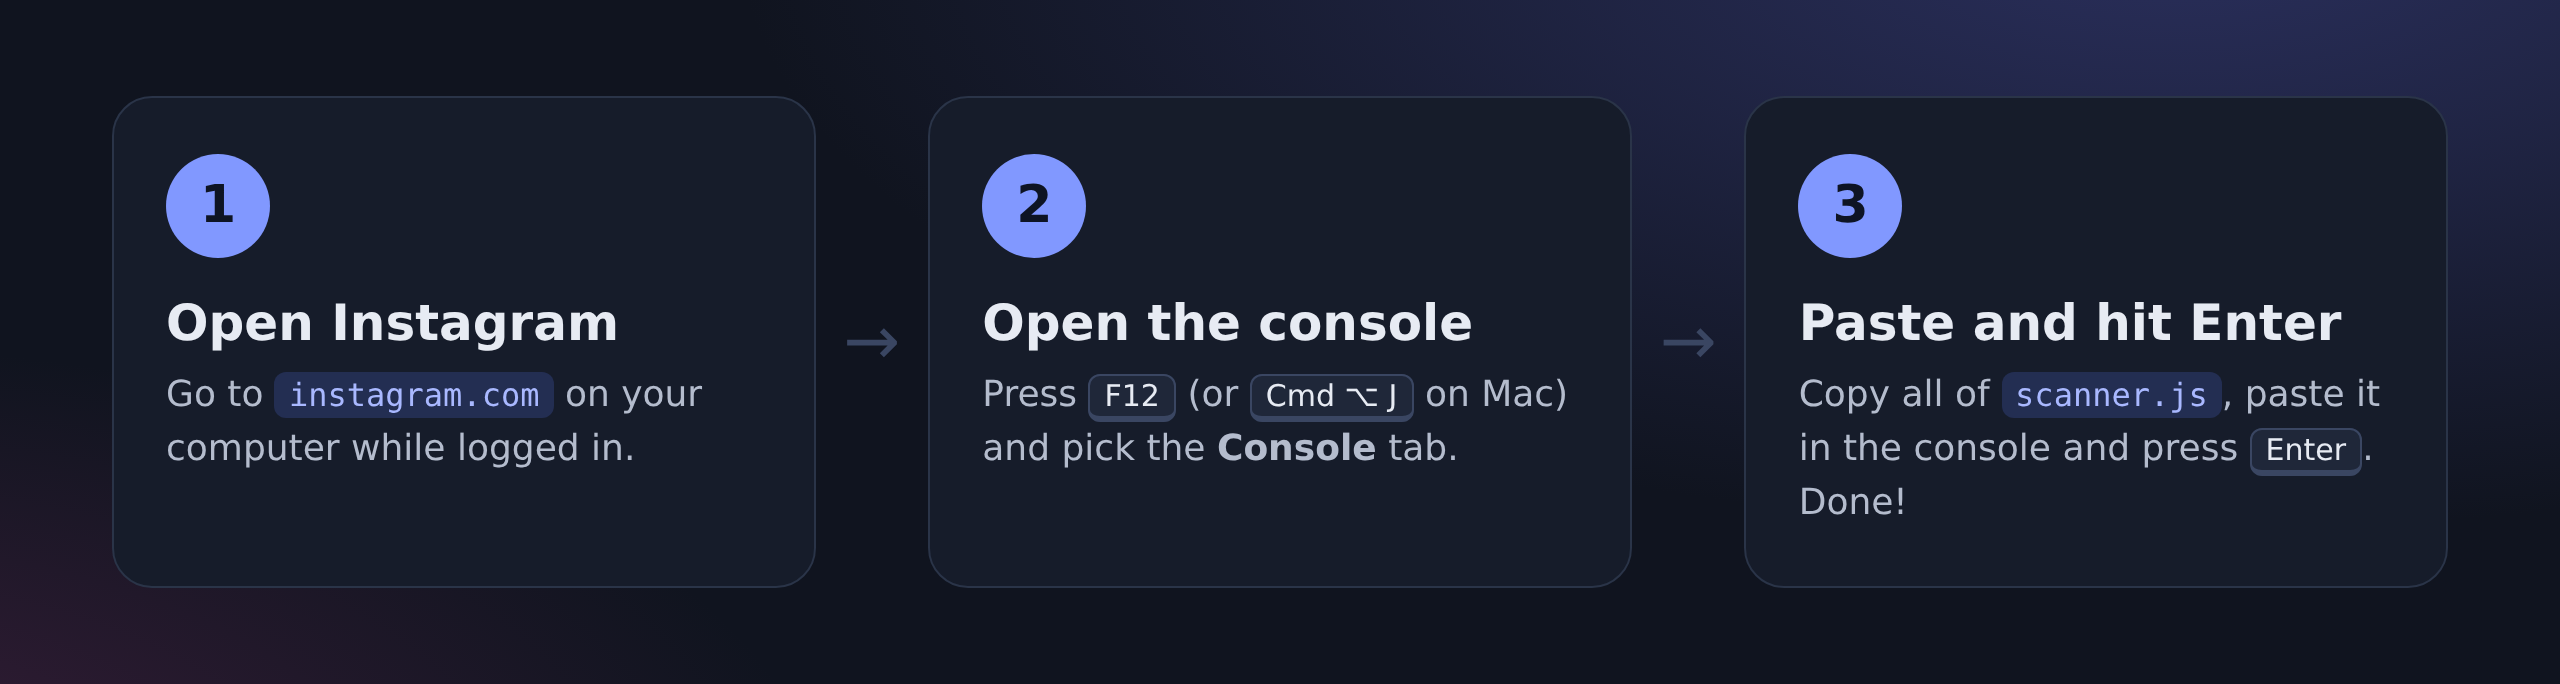 1
Open Instagram
Go to instagram.com on your
computer while logged in.
→
2
Open the console
Press F12 (or Cmd ⌥ J on Mac)
and pick the Console tab.
→
3
Paste and hit Enter
Copy all of scanner.js, paste it
in the console and press Enter.
Done!